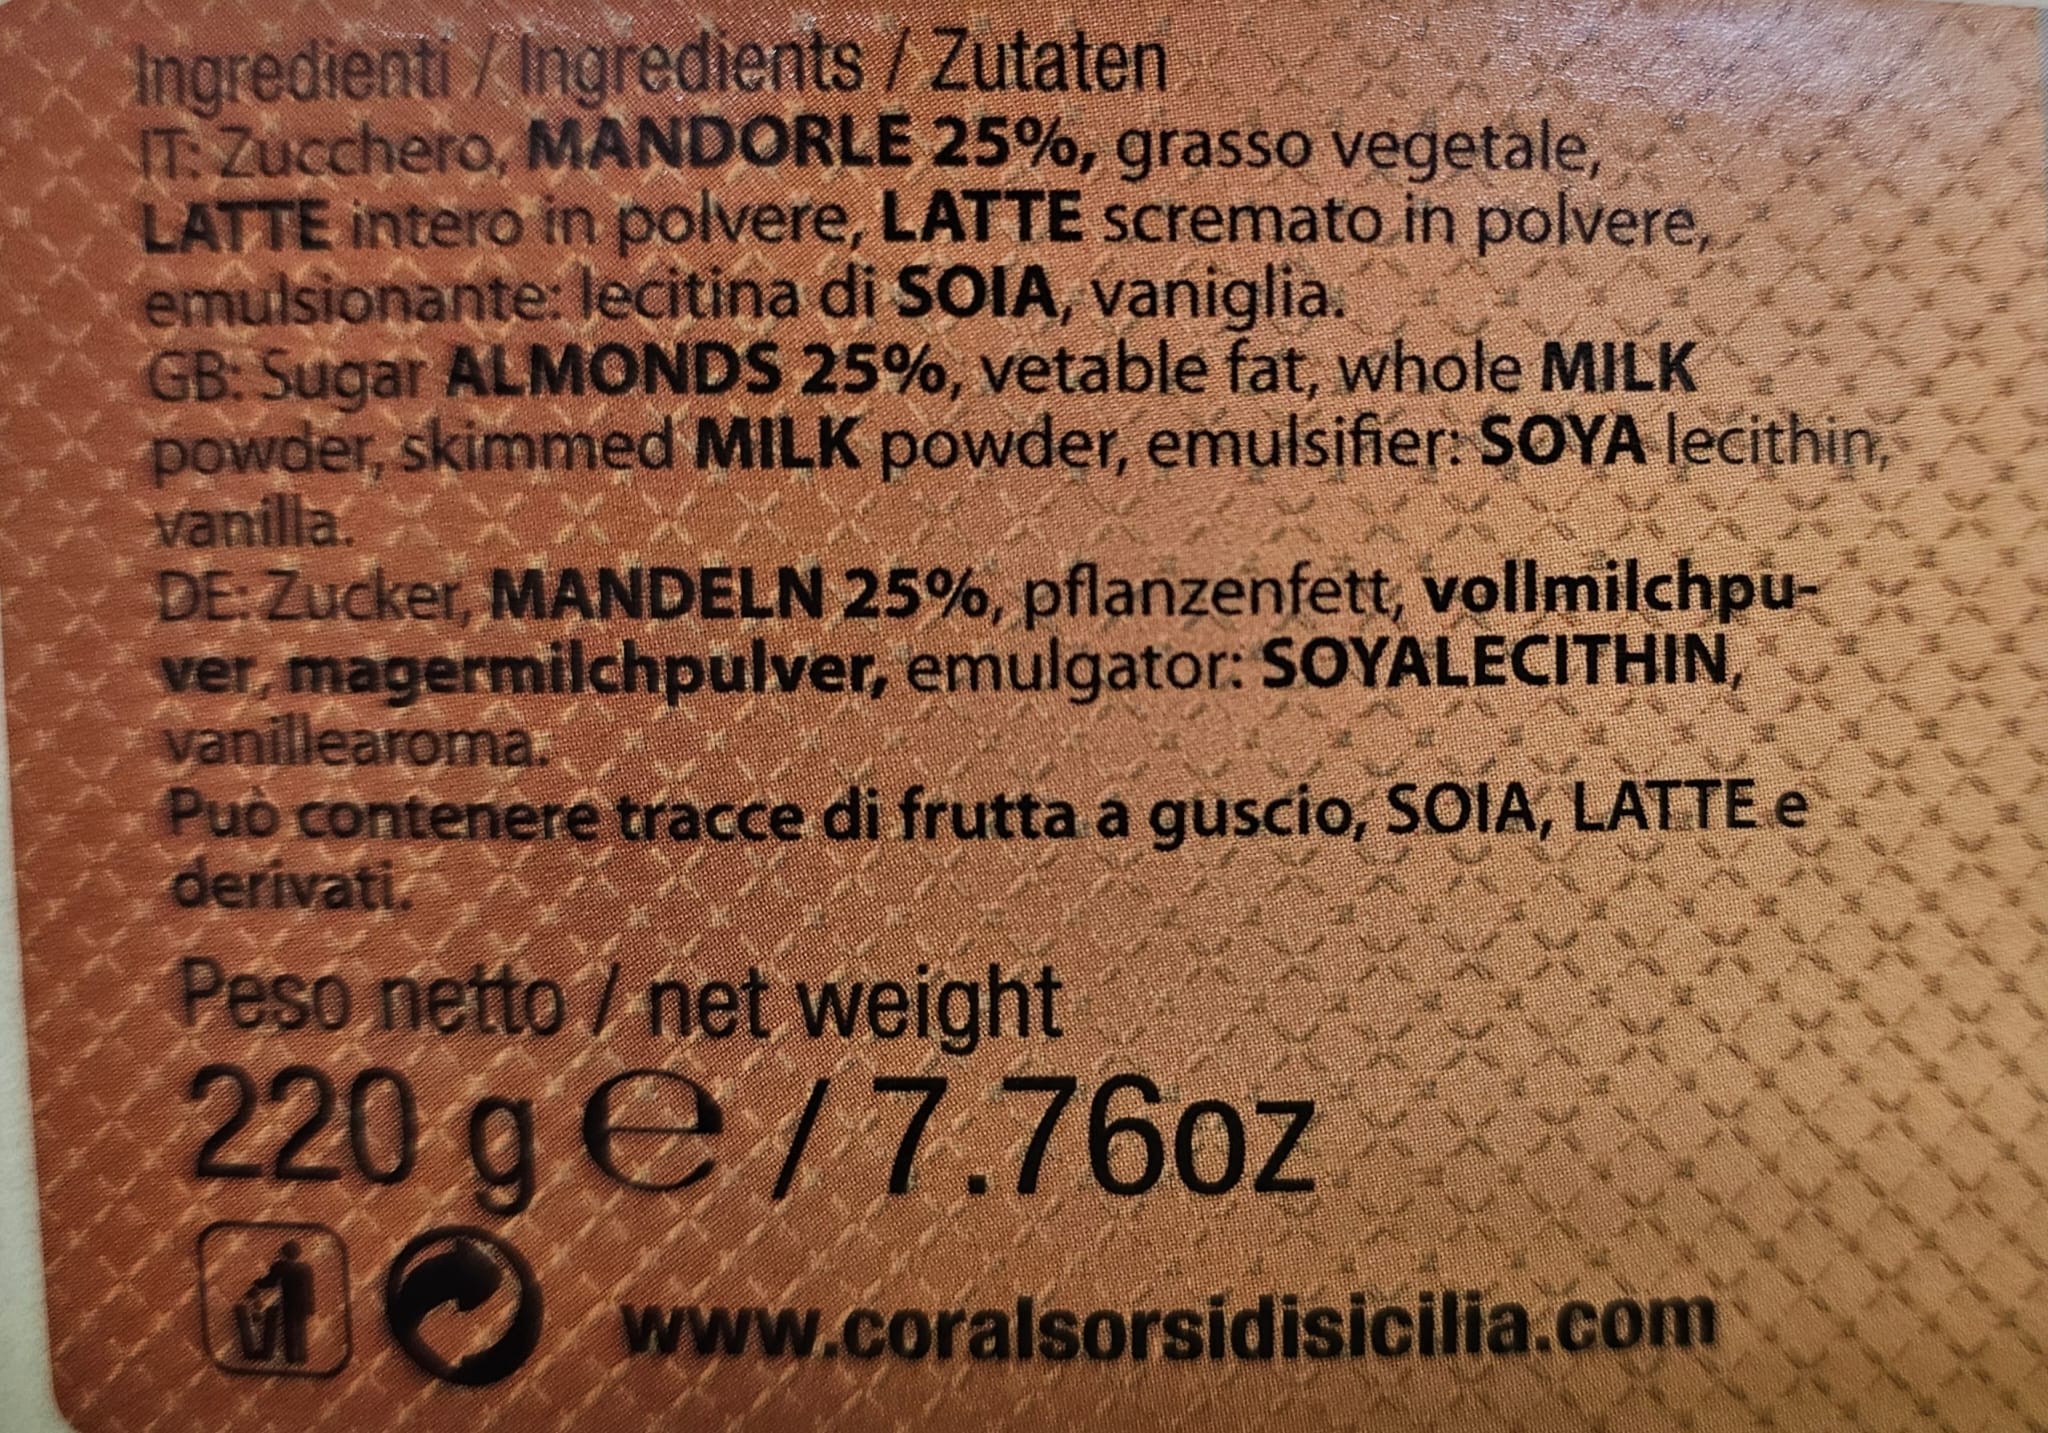 Ingredienti / Ingredients / Zutaten
IT: Zucchero, MANDORLE 25%, grasso vegetale,
LATTE intero in polvere, LATTE scremato in polvere,
emulsionante: lecitina di SOIA, vaniglia.
GB: Sugar ALMONDS 25%, vetable fat, whole MILK
powder, skimmed MILK powder, emulsifier: SOYA lecithin,
vanilla.
DE: Zucker, MANDELN 25%, pflanzenfett, vollmilchpu-
ver, magermilchpulver, emulgator: SOYALECITHIN,
vanillearoma.
Può contenere tracce di frutta a guscio, SOIA, LATTE e
derivati.
Peso netto / net weight
220 g e / 7.76oz
www.coralsorsidisicilia.com